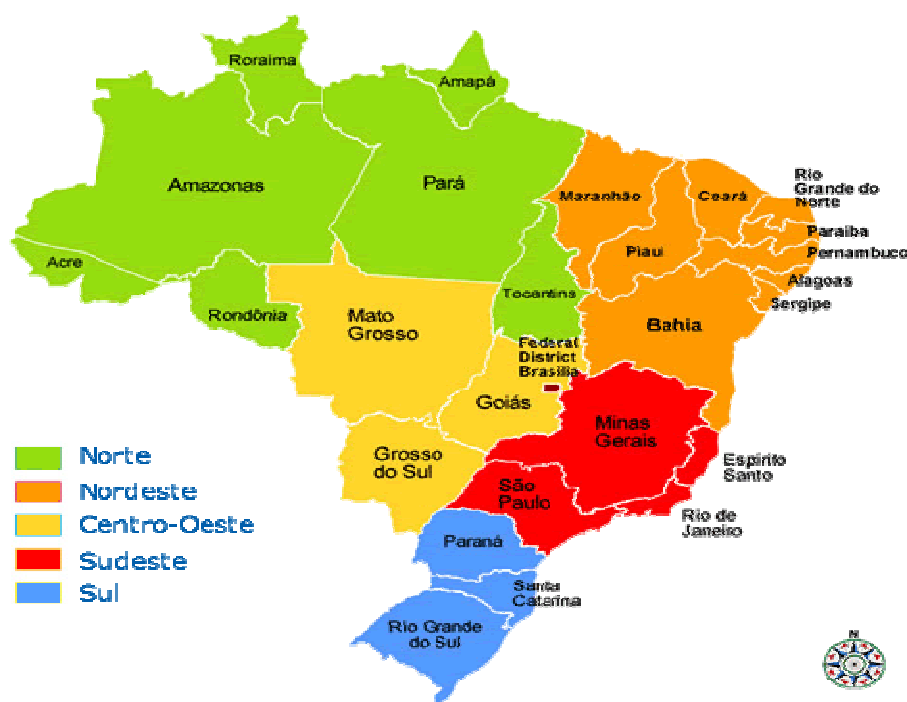 Roraima
Amapá
Amazonas
Pará
Maranhão
Ceará
Rio
Grande do
Norte
Paraiba
Piaui
Pernambuco
Acre
Alagoas
Tocantins
Sergipe
Rondônia
Mato
Grosso
Bahia
Federal
District
Brasilia
Goiás
Minas
Gerais
Grosso
do Sul
São
Paulo
Espirito
Santo
Rio de
Janeiro
Paraná
Santa
Catarina
Rio Grande
do Sul
Norte
Nordeste
Centro-Oeste
Sudeste
Sul
N